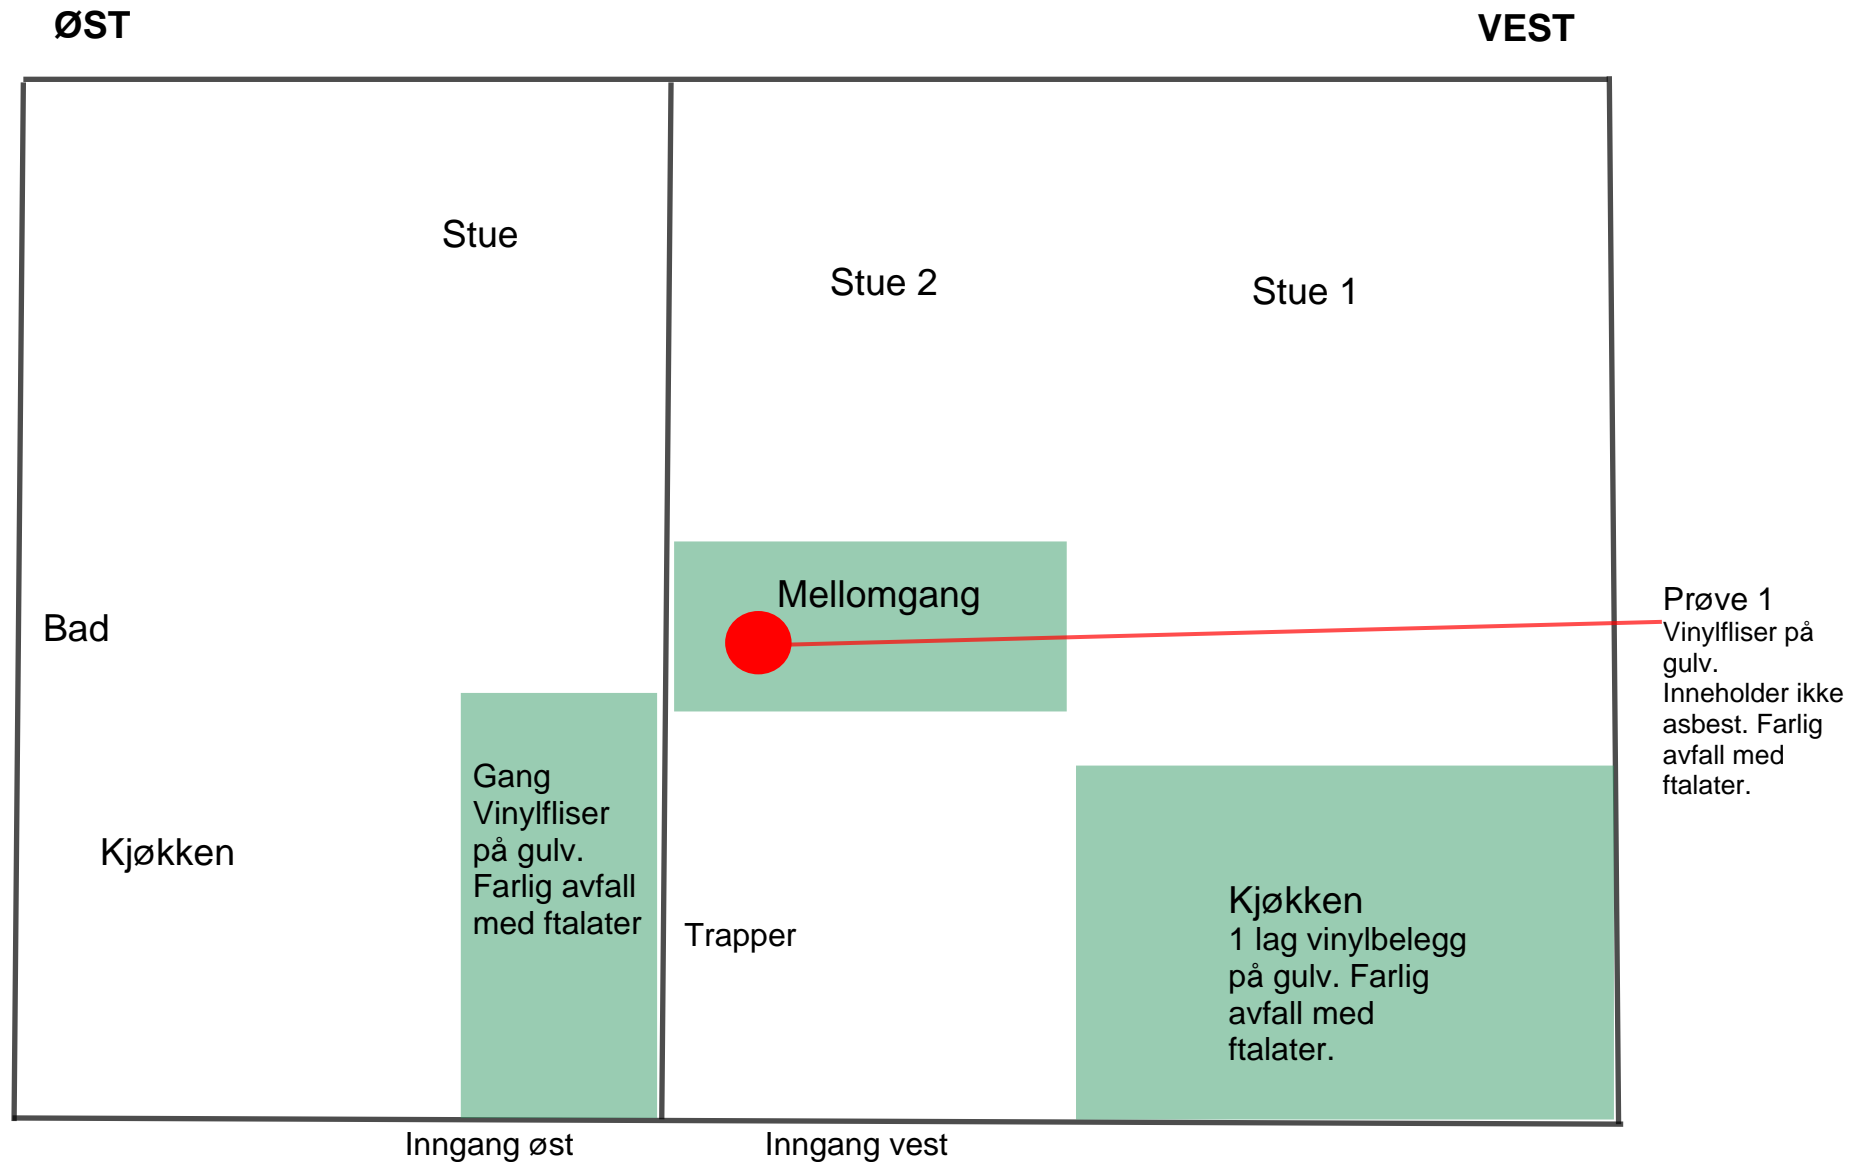 ØST
VEST
Stue
Stue 2
Stue 1
Mellomgang
Bad
Prøve 1
Vinylfliser på
gulv.
Inneholder ikke
asbest. Farlig
avfall med
ftalater.
Gang
Vinylfliser
på gulv.
Farlig avfall
med ftalater
Kjøkken
Trapper
Kjøkken
1 lag vinylbelegg
på gulv. Farlig
avfall med
ftalater.
Inngang øst
Inngang vest